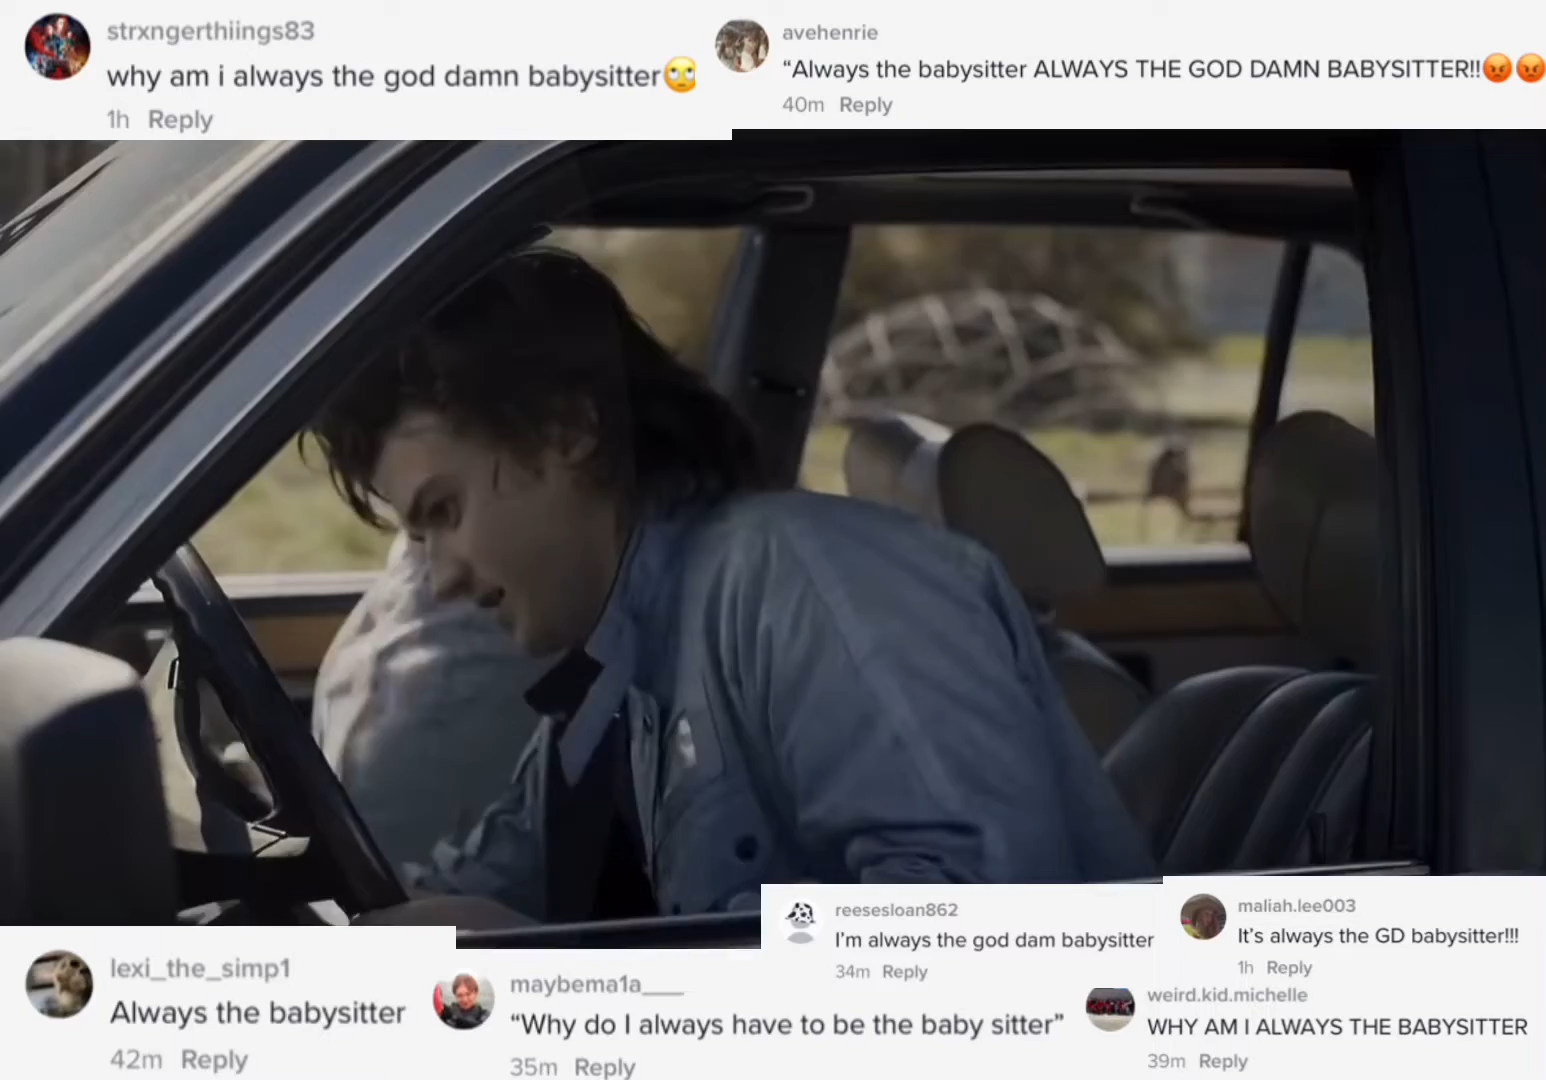 strxngerthiings83
why am i always the god damn babysitter🙄
1h Reply
avehenrie
“Always the babysitter ALWAYS THE GOD DAMN BABYSITTER!!😡😡
40m Reply
reesesloan862
I’m always the god dam babysitter
34m Reply
maliah.lee003
It’s always the GD babysitter!!!
1h Reply
lexi_the_simp1
Always the babysitter
42m Reply
maybema1a___
“Why do I always have to be the baby sitter”
35m Reply
weird.kid.michelle
WHY AM I ALWAYS THE BABYSITTER
39m Reply